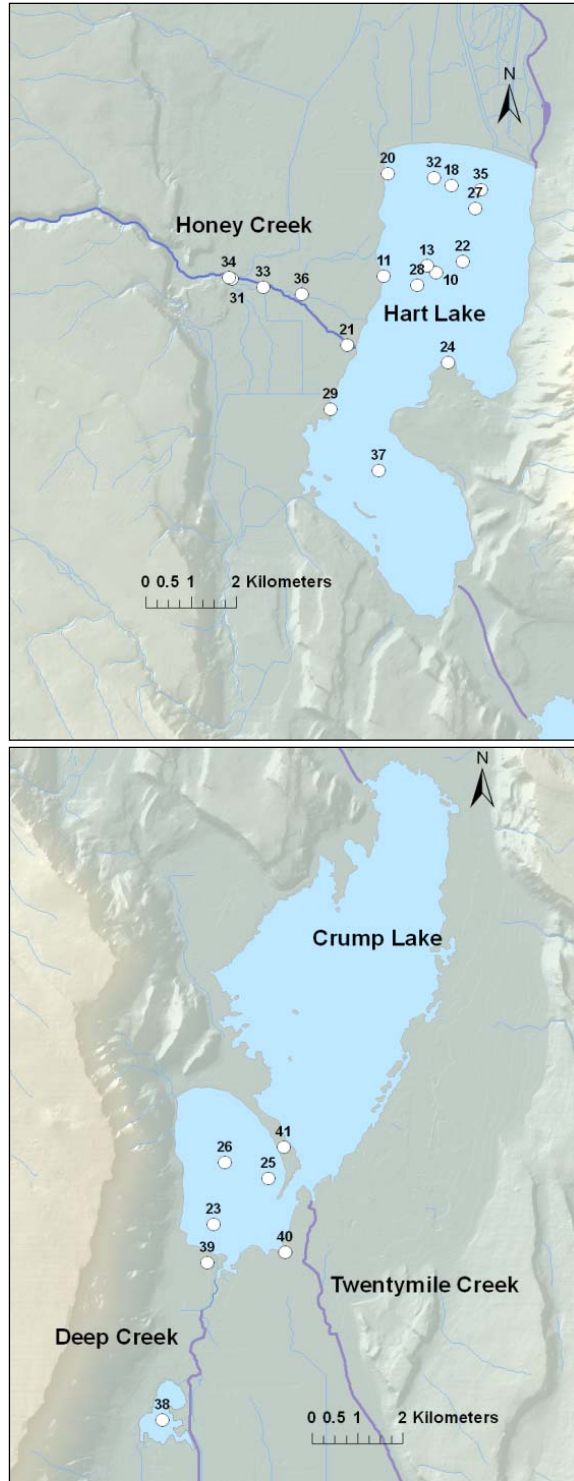 N
20
32
18
35
27
Honey Creek
34
33
36
31
11
13
22
28
10
Hart Lake
21
24
29
37
0 0.5 1 2 Kilometers
N
Crump Lake
41
26
25
23
39
40
Twentymile Creek
Deep Creek
38
0 0.5 1 2 Kilometers